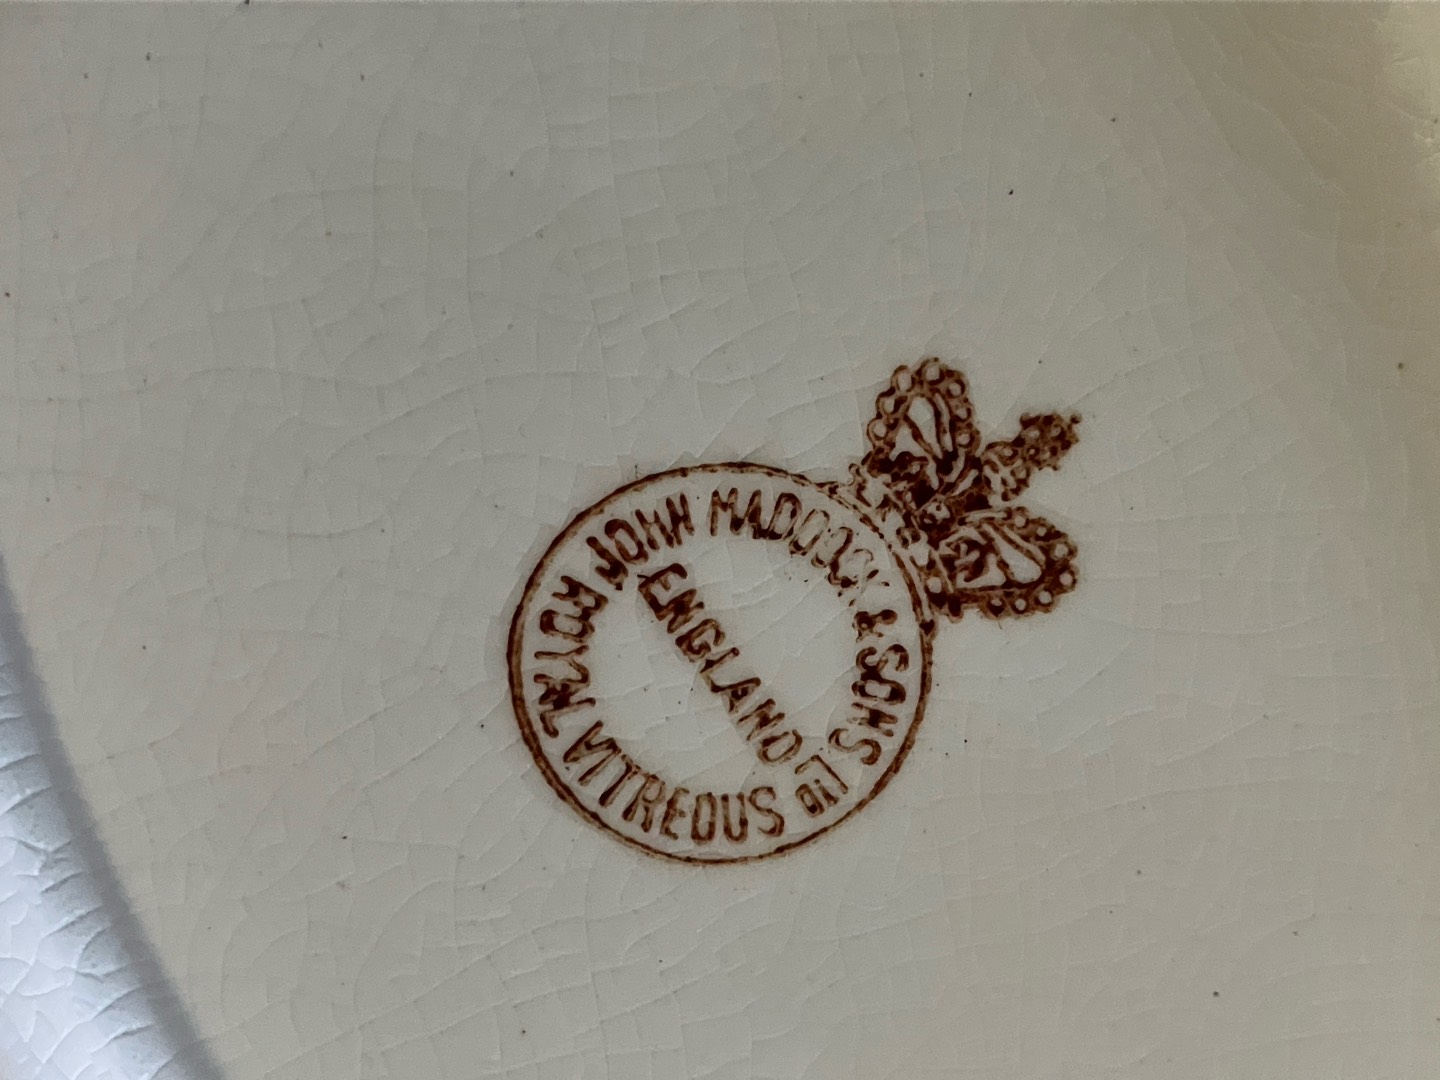 JOHN MADDOCK & SONS LTD
ROYAL VITREOUS
ENGLAND